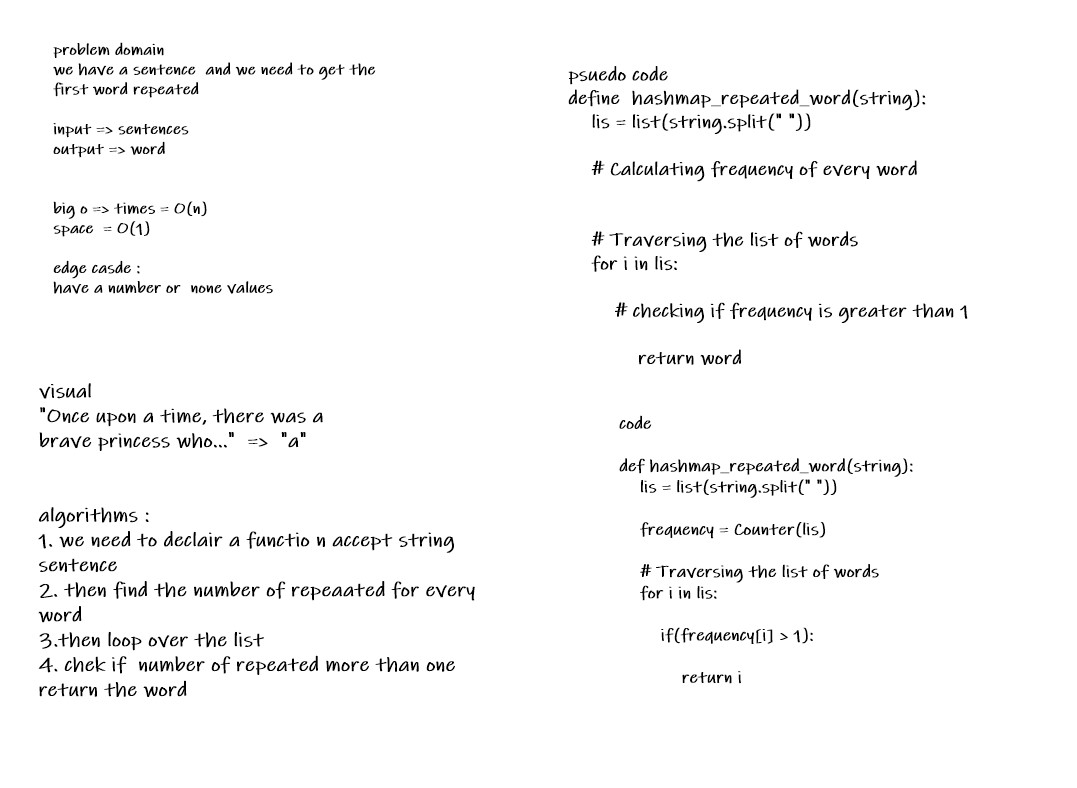 problem domain
we have a sentence  and we need to get the
first word repeated
input => sentences
output => word
big o => times = O(n)
space  = O(1)
edge casde :
have a number or  none values
visual
"Once upon a time, there was a
brave princess who..."  =>  "a"
algorithms :
1. we need to declair a functio n accept string
sentence
2. then find the number of repeaated for every
word
3.then loop over the list
4. chek if  number of repeated more than one
return the word
psuedo code
define  hashmap_repeated_word(string):
lis = list(string.split(" "))
# Calculating frequency of every word
# Traversing the list of words
for i in lis:
# checking if frequency is greater than 1
return word
code
def hashmap_repeated_word(string):
lis = list(string.split(" "))
frequency = Counter(lis)
# Traversing the list of words
for i in lis:
if(frequency[i] > 1):
return i